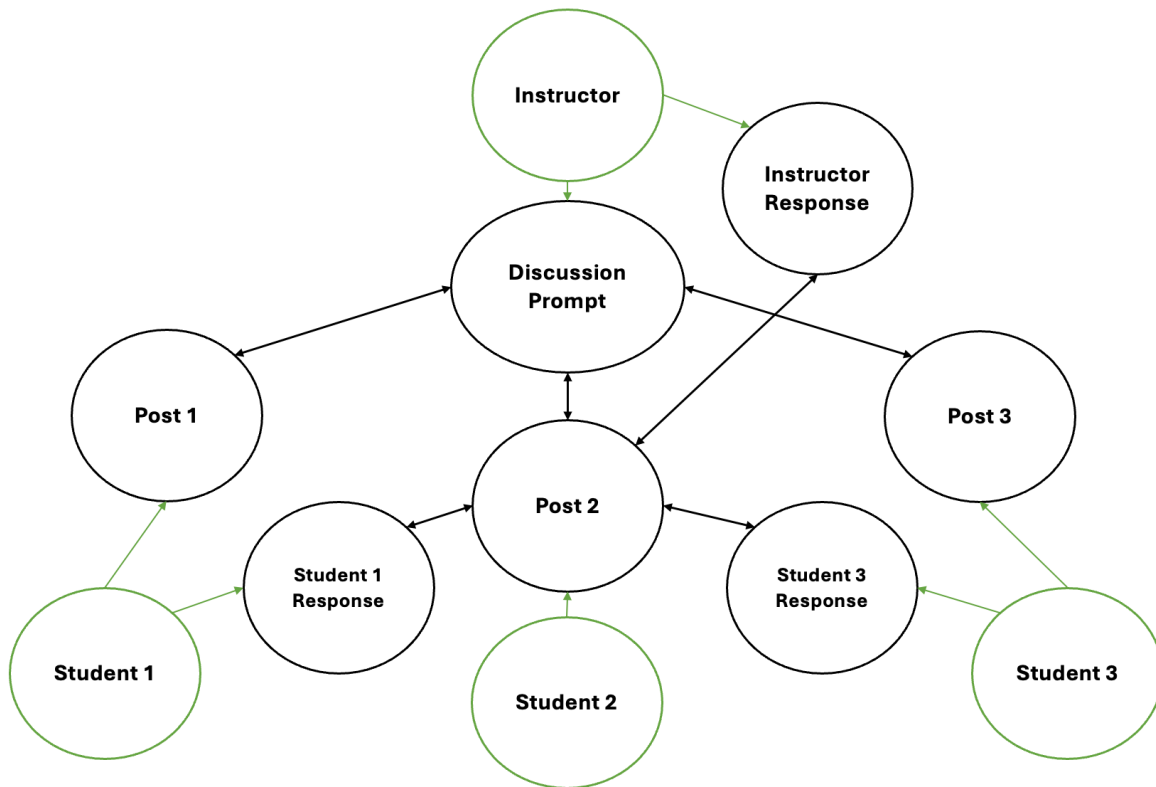 Instructor
Instructor
Response
Discussion
Prompt
Post 1
Post 3
Post 2
Student 1
Response
Student 3
Response
Student 1
Student 2
Student 3